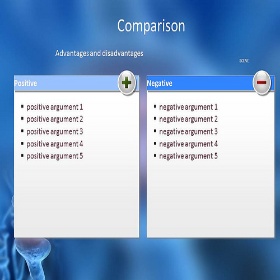 Comparison
Advantages and disadvantages
Positive
positive argument 1
positive argument 2
positive argument 3
positive argument 4
positive argument 5
Negative
negative argument 1
negative argument 2
negative argument 3
negative argument 4
negative argument 5